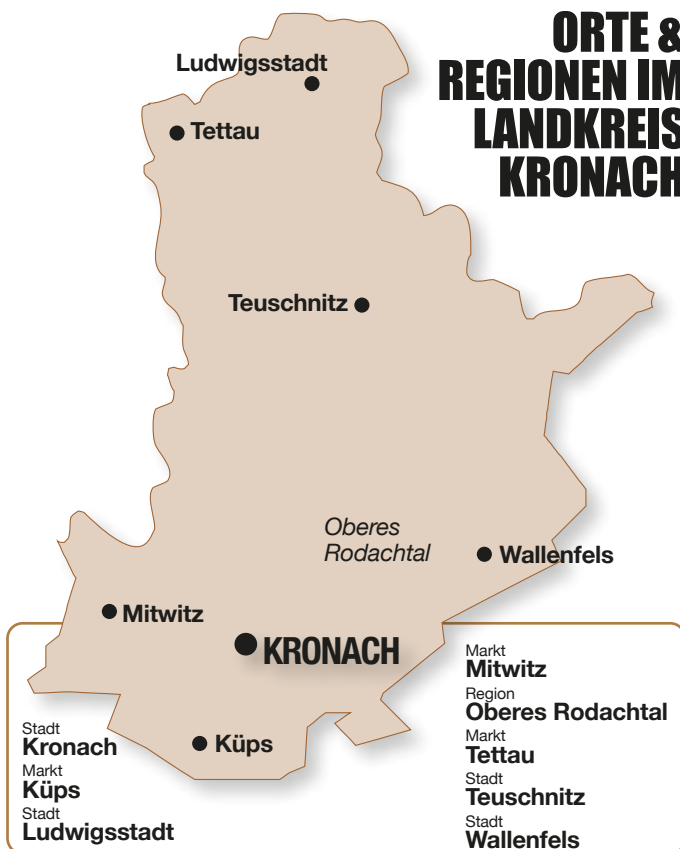 ORTE &
REGIONEN IM
LANDKREIS
KRONACH
Ludwigsstadt
Tettau
Teuschnitz
Oberes
Rodachtal
Wallenfels
Mitwitz
KRONACH
Küps
Stadt
Kronach
Markt
Küps
Stadt
Ludwigsstadt
Markt
Mitwitz
Region
Oberes Rodachtal
Markt
Tettau
Stadt
Teuschnitz
Stadt
Wallenfels